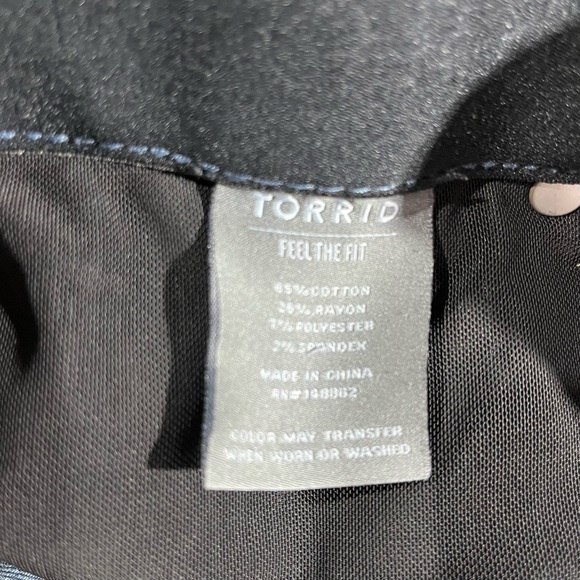 TORRID
FEEL THE FIT
65% COTTON
26% RAYON
7% POLYESTER
2% SPANDEX
MADE IN CHINA
RN#148862
COLOR MAY TRANSFER
WHEN WORN OR WASHED